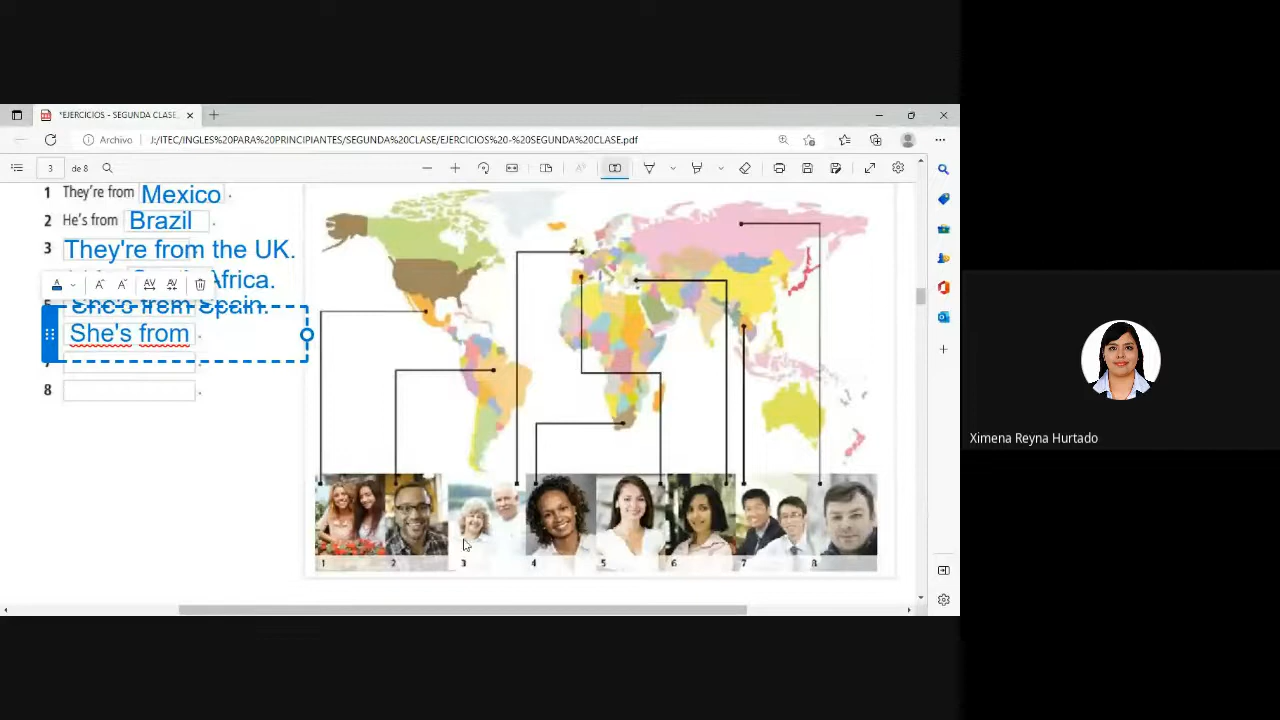 *EJERCICIOS - SEGUNDA CLASE.
Archivo
J:/ITEC/INGLES%20PARA%20PRINCIPIANTES/SEGUNDA%20CLASE/EJERCICIOS%20-%20SEGUNDA%20CLASE.pdf
3 de 8
1 They're from Mexico .
2 He's from Brazil .
3 They're from the UK.
Africa.
5 She's from Spain.
She's from .
.
8 .
1 2 3 4 5 6 7 8
Ximena Reyna Hurtado